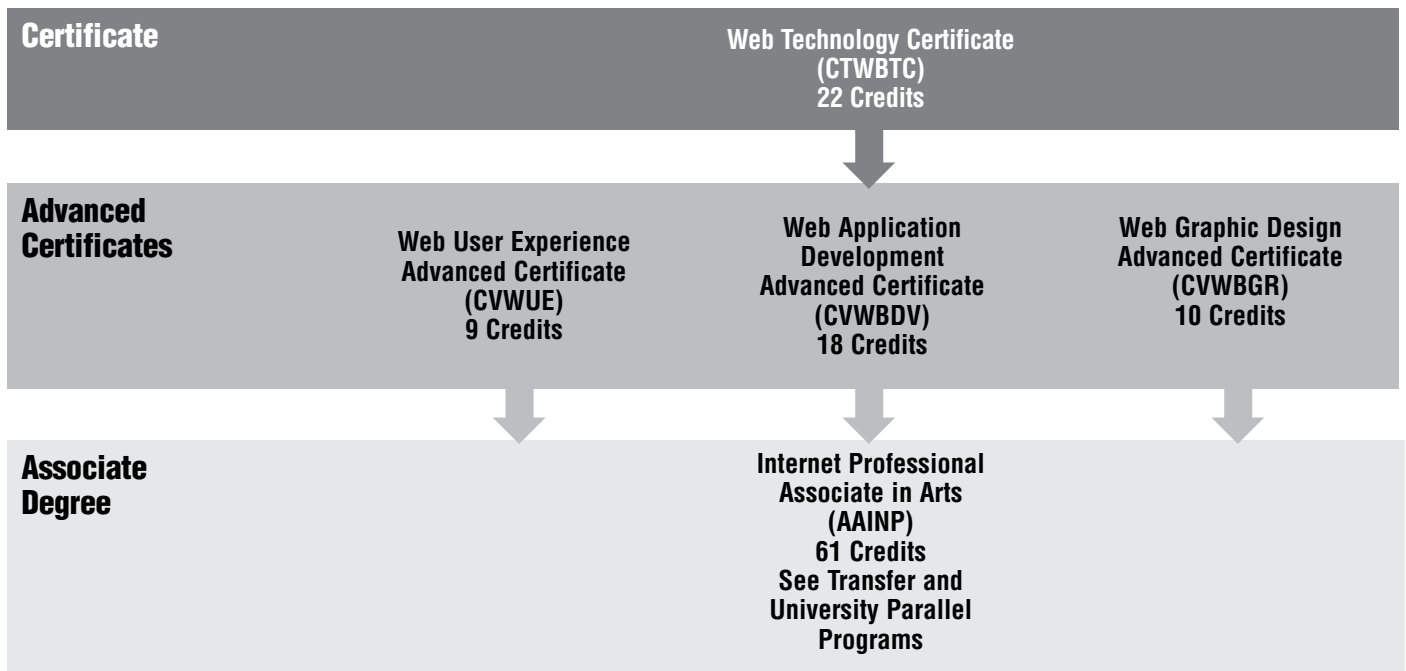 Certificate
Web Technology Certificate
(CTWBTC)
22 Credits
Advanced
Certificates
Web User Experience
Advanced Certificate
(CVWUE)
9 Credits
Web Application
Development
Advanced Certificate
(CVWBDV)
18 Credits
Web Graphic Design
Advanced Certificate
(CVWBGR)
10 Credits
Associate
Degree
Internet Professional
Associate in Arts
(AAINP)
61 Credits
See Transfer and
University Parallel
Programs